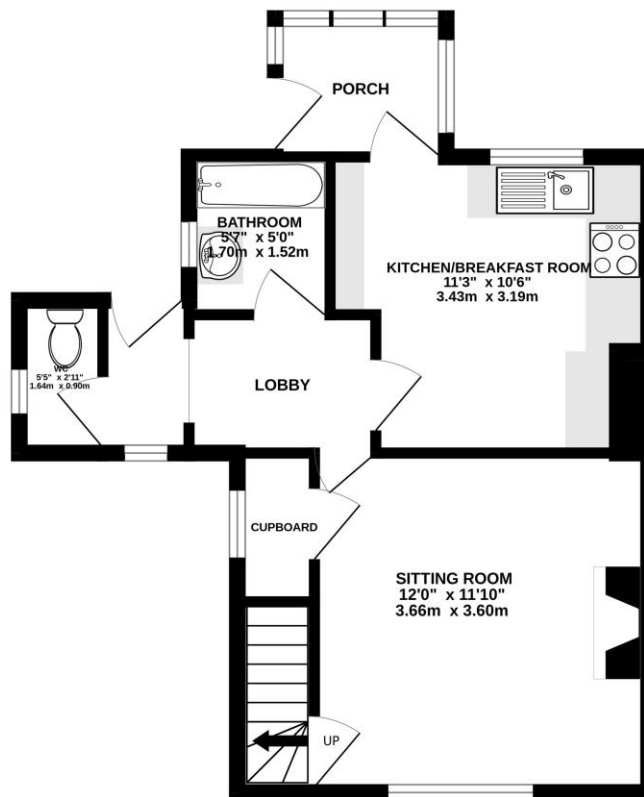 PORCH
BATHROOM
5'7" x 5'0"
1.70m x 1.52m
KITCHEN/BREAKFAST ROOM
11'3" x 10'6"
3.43m x 3.19m
WC
5'5" x 2'11"
1.64m x 0.90m
LOBBY
CUPBOARD
SITTING ROOM
12'0" x 11'10"
3.66m x 3.60m
UP